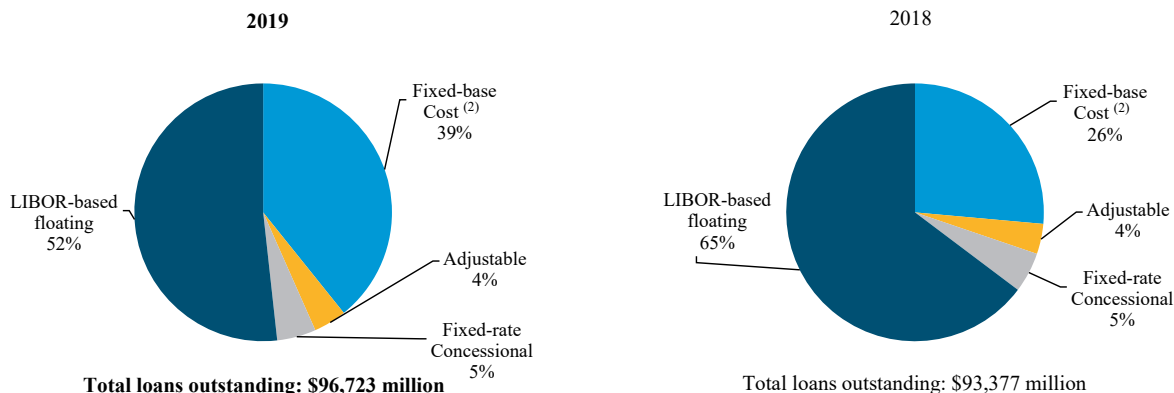 2019
Fixed-base
Cost (2)
39%
LIBOR-based
floating
52%
Adjustable
4%
Fixed-rate
Concessional
5%
Total loans outstanding: $96,723 million
2018
Fixed-base
Cost (2)
26%
LIBOR-based
floating
65%
Adjustable
4%
Fixed-rate
Concessional
5%
Total loans outstanding: $93,377 million